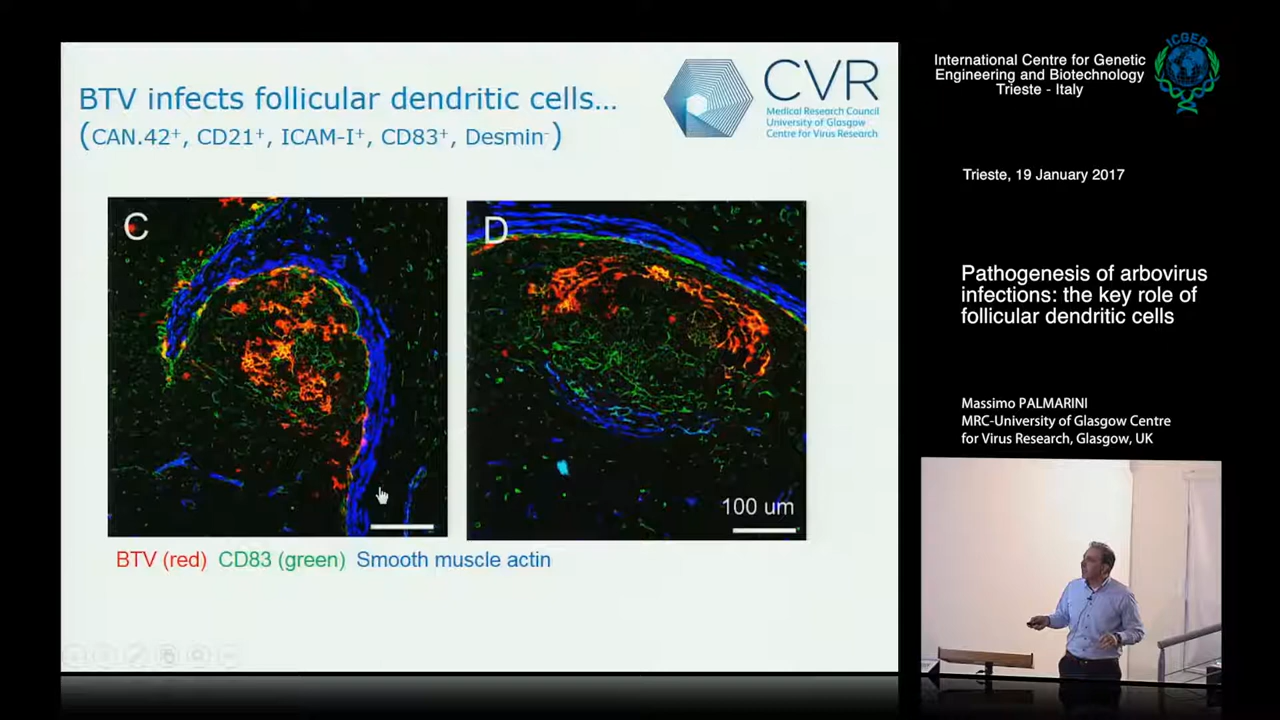 BTV infects follicular dendritic cells…
(CAN.42⁺, CD21⁺, ICAM-I⁺, CD83⁺, Desmin⁻)
CVR
Medical Research Council
University of Glasgow
Centre for Virus Research
C
D
100 um
BTV (red) CD83 (green) Smooth muscle actin
International Centre for Genetic
Engineering and Biotechnology
Trieste - Italy
ICGEB
Trieste, 19 January 2017
Pathogenesis of arbovirus
infections: the key role of
follicular dendritic cells
Massimo PALMARINI
MRC-University of Glasgow Centre
for Virus Research, Glasgow, UK